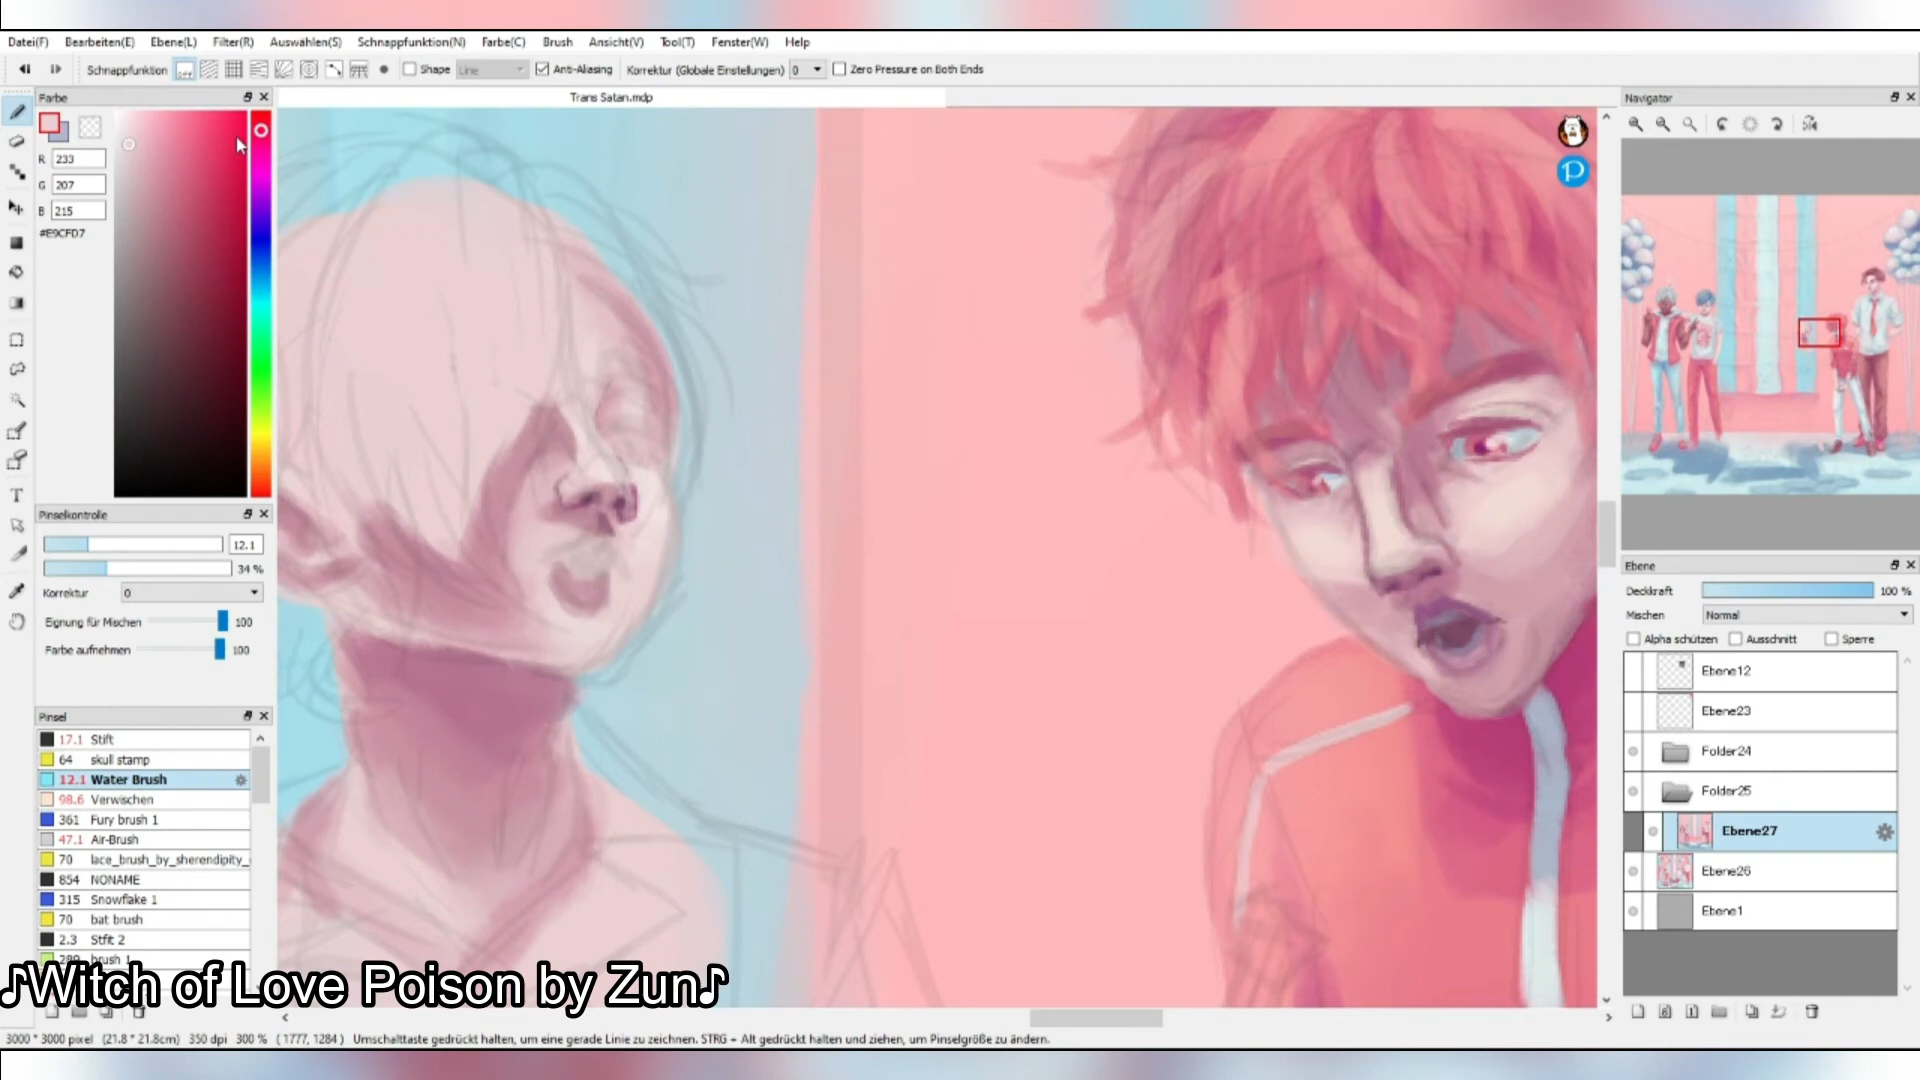 Datei(F) Bearbeiten(E) Ebene(L) Filter(R) Auswählen(S) Schnappfunktion(N) Farbe(C) Brush Ansicht(V) Tool(T) Fenster(W) Help
Schnappfunktion OFF Shape Line Anti-Aliasing Korrektur (Globale Einstellungen) 0 Zero Pressure on Both Ends
Farbe
Trans Satan.mdp
Navigator
R 233
G 207
B 215
#E9CFD7
Pinselkontrolle
12.1
34 %
Korrektur 0
Eignung für Mischen 100
Farbe aufnehmen 100
Pinsel
17.1 Stift
64 skull stamp
12.1 Water Brush
98.6 Verwischen
361 Fury brush 1
47.1 Air-Brush
70 lace_brush_by_sherendipity_
854 NONAME
315 Snowflake 1
70 bat brush
2.3 Stfit 2
289 brush 1
Ebene
Deckkraft 100 %
Mischen Normal
Alpha schützen Ausschnitt Sperre
Ebene12
Ebene23
Folder24
Folder25
Ebene27
Ebene26
Ebene1
♪Witch of Love Poison by Zun♪
3000 * 3000 pixel (21.8 * 21.8cm) 350 dpi 300 % ( 1777, 1284 ) Umschalttaste gedrückt halten, um eine gerade Linie zu zeichnen. STRG + Alt gedrückt halten und ziehen, um Pinselgröße zu ändern.